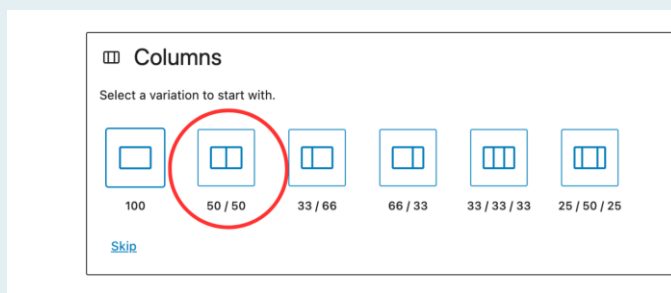 Columns
Select a variation to start with.
100 50 / 50 33 / 66 66 / 33 33 / 33 / 33 25 / 50 / 25
Skip